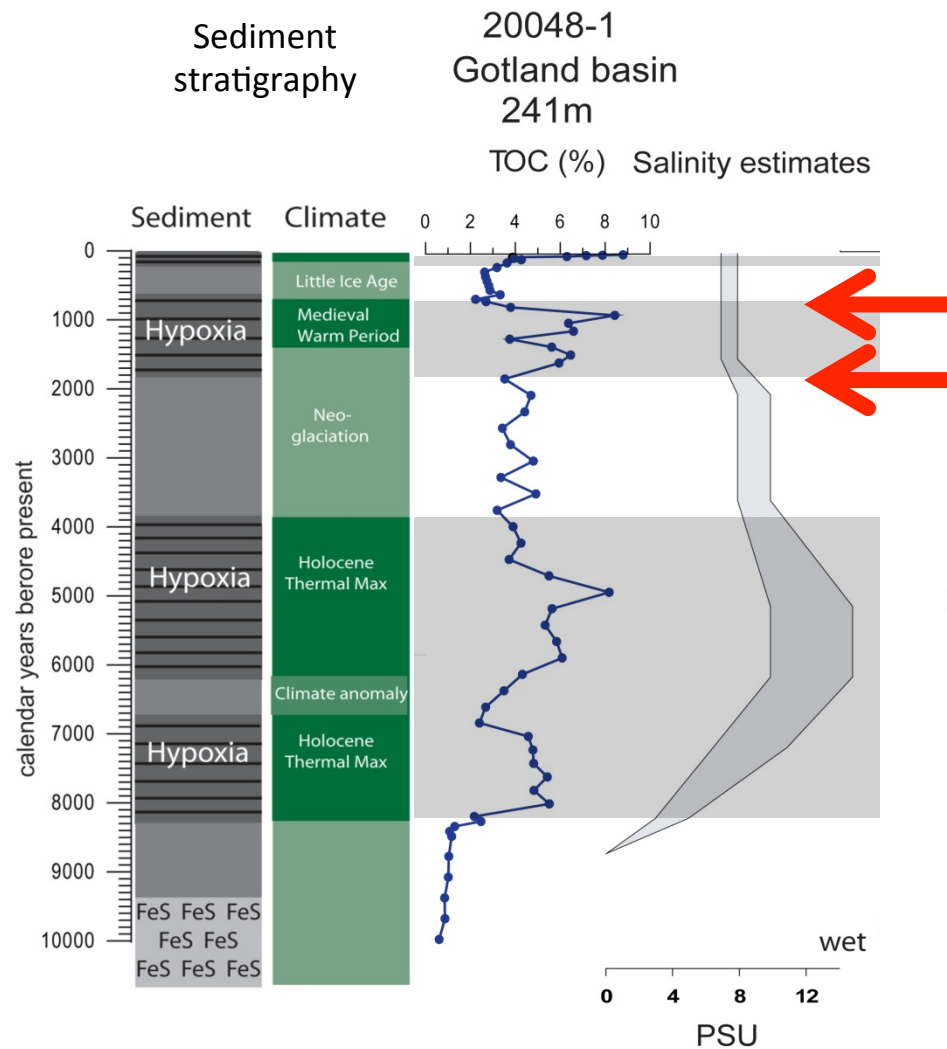 Sediment
stratigraphy
20048-1
Gotland basin
241m
TOC (%) Salinity estimates
Sediment Climate
0 2 4 6 8 10
calendar years berore present
0
1000
2000
3000
4000
5000
6000
7000
8000
9000
10000
Hypoxia
Hypoxia
Hypoxia
FeS FeS FeS
FeS FeS
FeS FeS FeS
Little Ice Age
Medieval
Warm Period
Neo-
glaciation
Holocene
Thermal Max
Climate anomaly
Holocene
Thermal Max
wet
0 4 8 12
PSU